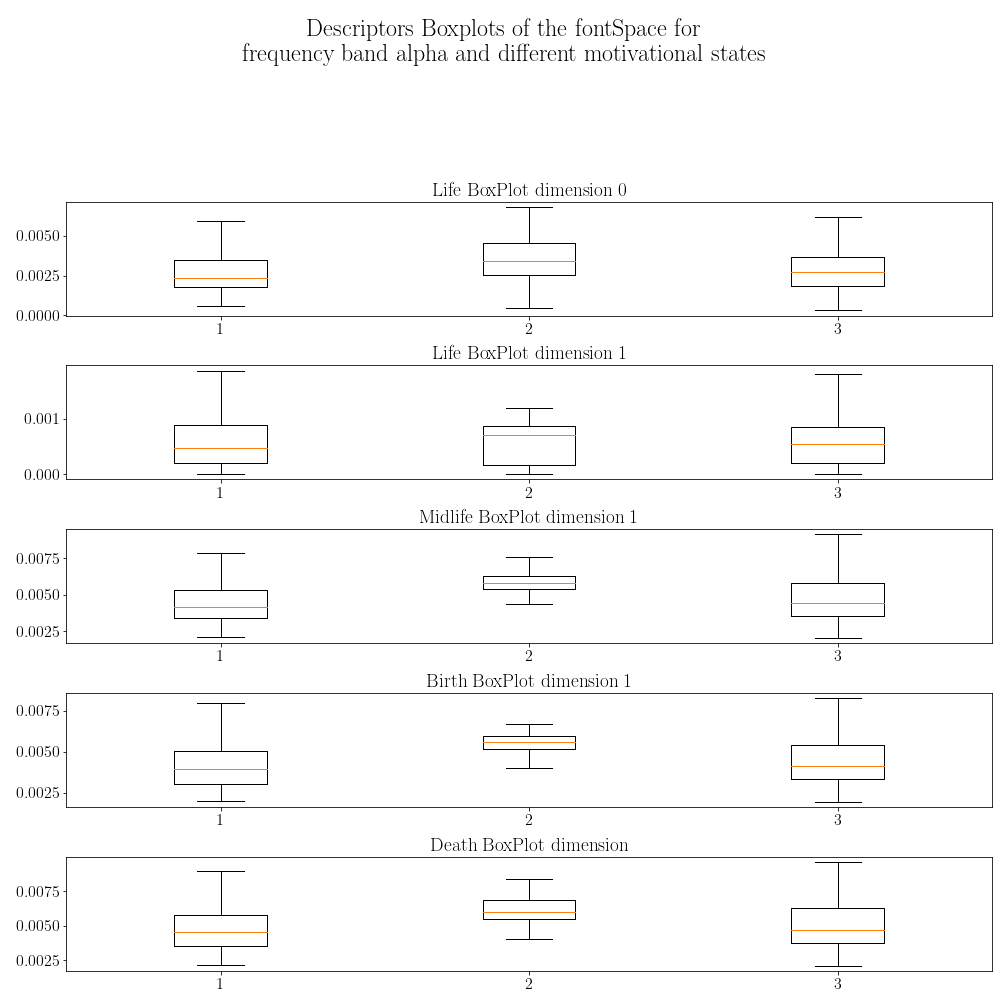 Descriptors Boxplots of the fontSpace for
frequency band alpha and different motivational states
Life BoxPlot dimension 0
0.0050
0.0025
0.0000
1 2 3
Life BoxPlot dimension 1
0.001
0.000
1 2 3
Midlife BoxPlot dimension 1
0.0075
0.0050
0.0025
1 2 3
Birth BoxPlot dimension 1
0.0075
0.0050
0.0025
1 2 3
Death BoxPlot dimension
0.0075
0.0050
0.0025
1 2 3